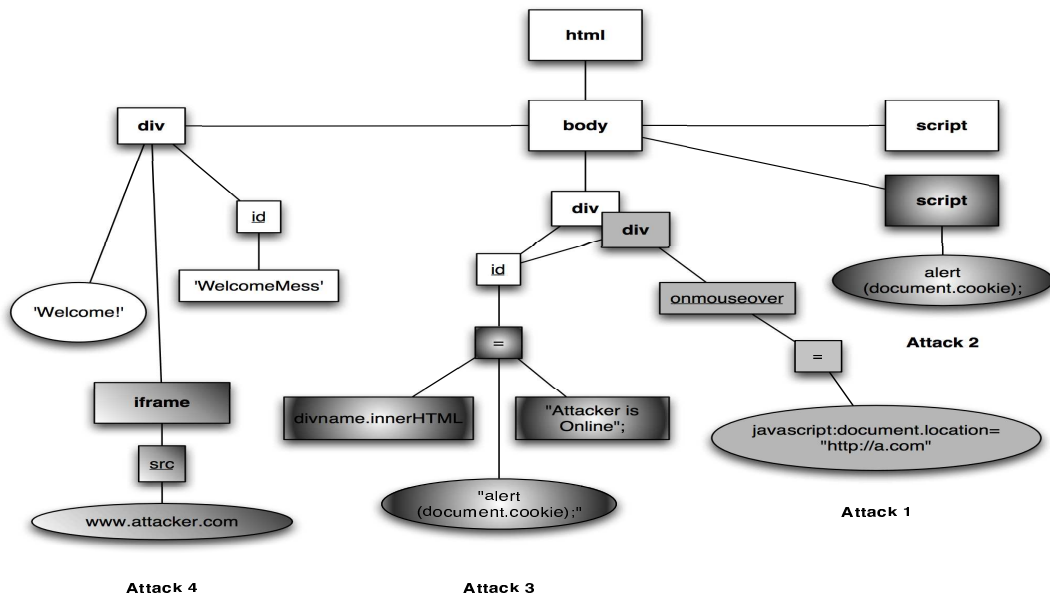 html
div
body
script
script
div
div
id
id
'WelcomeMess'
onmouseover
alert
(document.cookie);
'Welcome!'
Attack 2
=
=
iframe
divname.innerHTML
"Attacker is
Online";
javascript:document.location=
"http://a.com"
src
"alert
(document.cookie);"
www.attacker.com
Attack 1
Attack 4
Attack 3